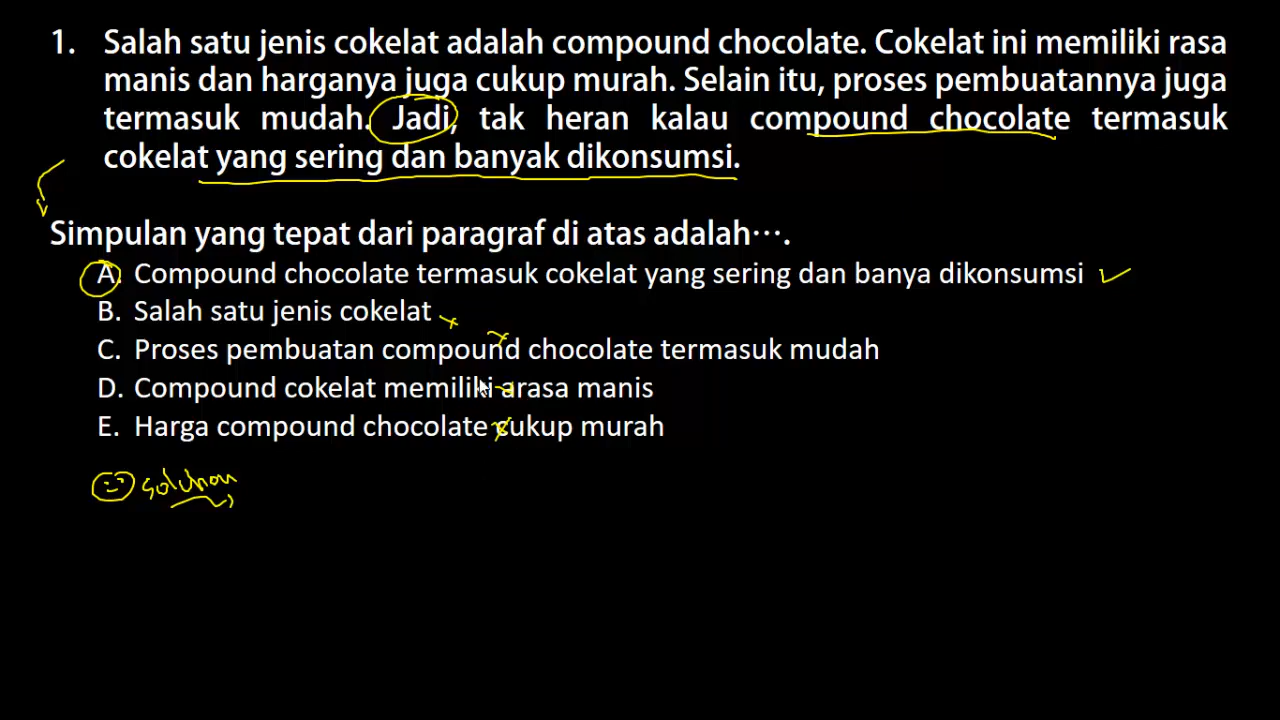 1. Salah satu jenis cokelat adalah compound chocolate. Cokelat ini memiliki rasa
manis dan harganya juga cukup murah. Selain itu, proses pembuatannya juga
termasuk mudah. Jadi, tak heran kalau compound chocolate termasuk
cokelat yang sering dan banyak dikonsumsi.
Simpulan yang tepat dari paragraf di atas adalah….
A. Compound chocolate termasuk cokelat yang sering dan banya dikonsumsi
B. Salah satu jenis cokelat
C. Proses pembuatan compound chocolate termasuk mudah
D. Compound cokelat memiliki arasa manis
E. Harga compound chocolate cukup murah